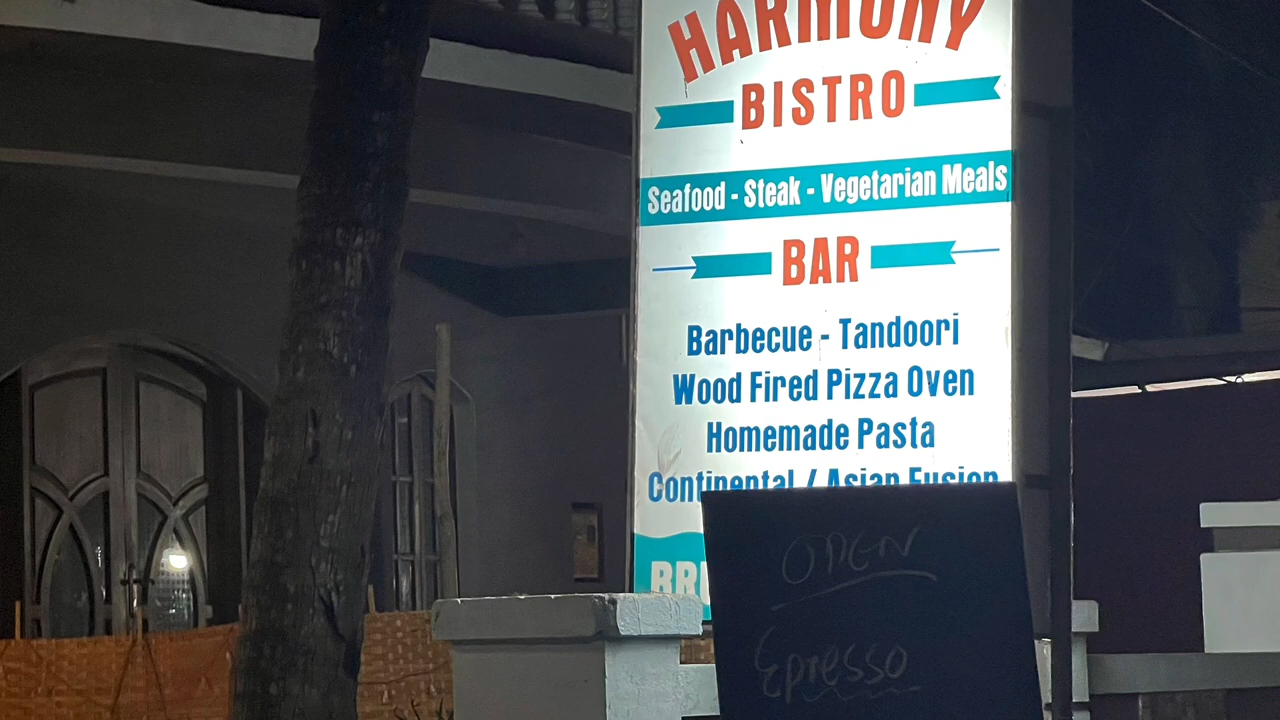 HARMONY
BISTRO
Seafood - Steak - Vegetarian Meals
BAR
Barbecue - Tandoori
Wood Fired Pizza Oven
Homemade Pasta
Continental / Asian Fusion
OPEN
Epresso